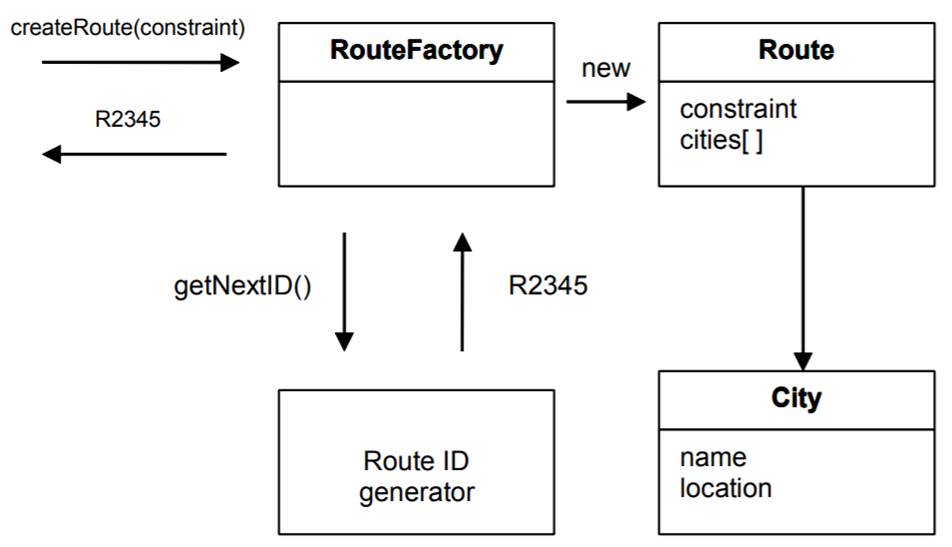 createRoute(constraint)
R2345
RouteFactory
new
Route
constraint
cities[ ]
getNextID()
R2345
Route ID
generator
City
name
location